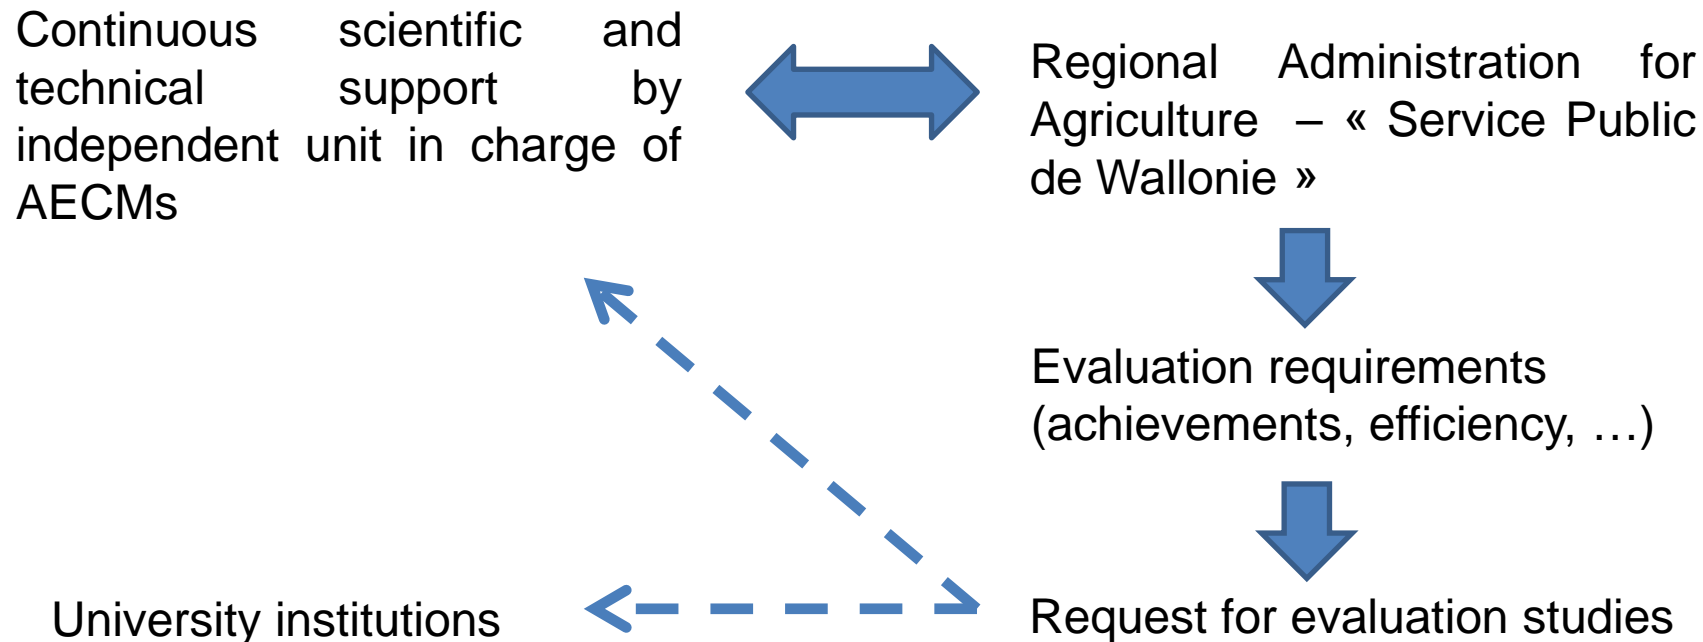 Continuous scientific and
technical support by
independent unit in charge of
AECMs
Regional Administration for
Agriculture – « Service Public
de Wallonie »
Evaluation requirements
(achievements, efficiency, …)
University institutions
Request for evaluation studies